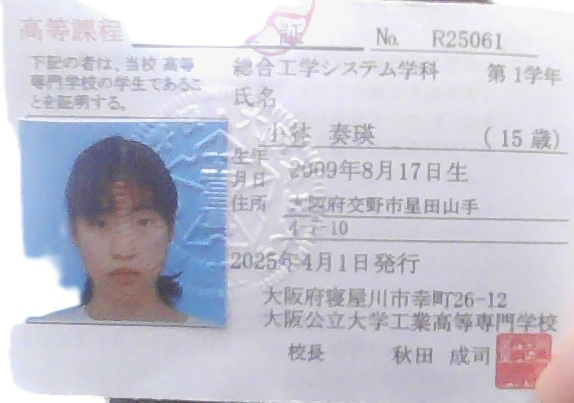 高等課程
証
No. R25061
下記の者は、当校 高等
専門学校の学生であるこ
とを証明する。
総合工学システム学科 第1学年
氏名
小林 奏瑛 (15歳)
生年
月日 2009年8月17日生
住所 大阪府交野市星田山手
4-7-10
2025年4月1日発行
大阪府寝屋川市幸町26-12
大阪公立大学工業高等専門学校
校長 秋田 成司